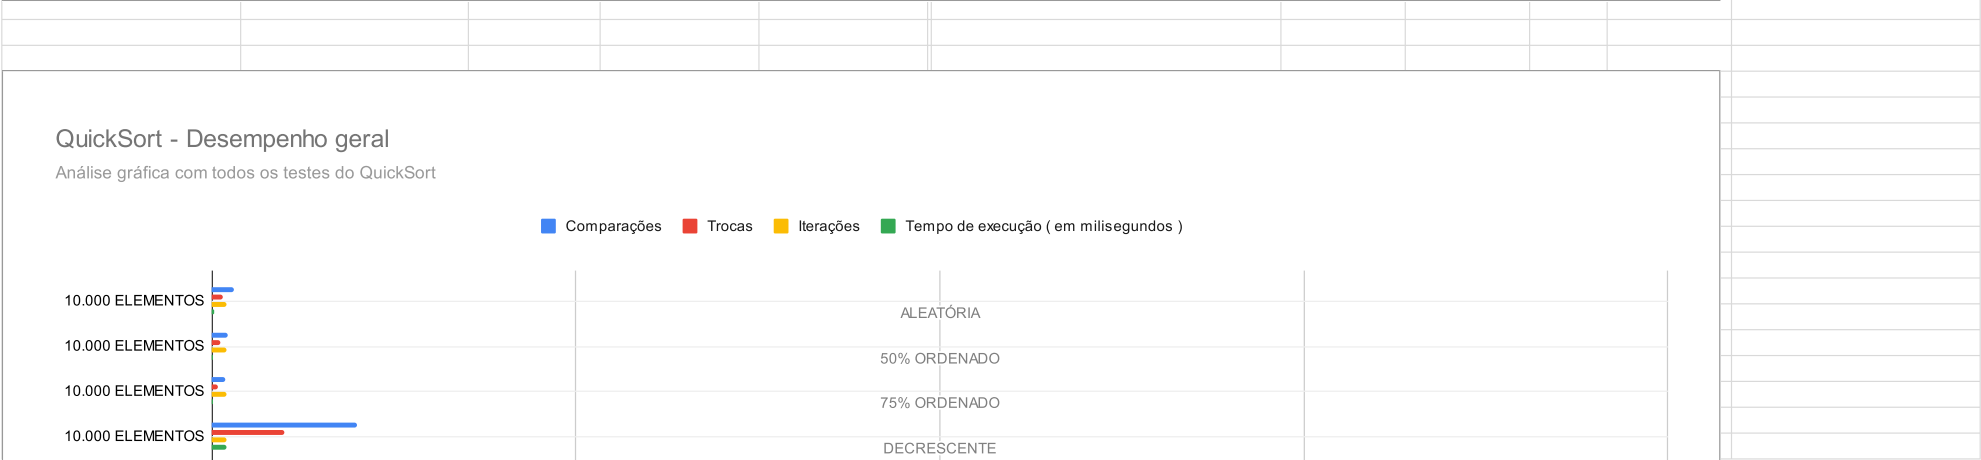 QuickSort - Desempenho geral
Análise gráfica com todos os testes do QuickSort
Comparações Trocas Iterações Tempo de execução ( em milisegundos )
10.000 ELEMENTOS
ALEATÓRIA
10.000 ELEMENTOS
50% ORDENADO
10.000 ELEMENTOS
75% ORDENADO
10.000 ELEMENTOS
DECRESCENTE